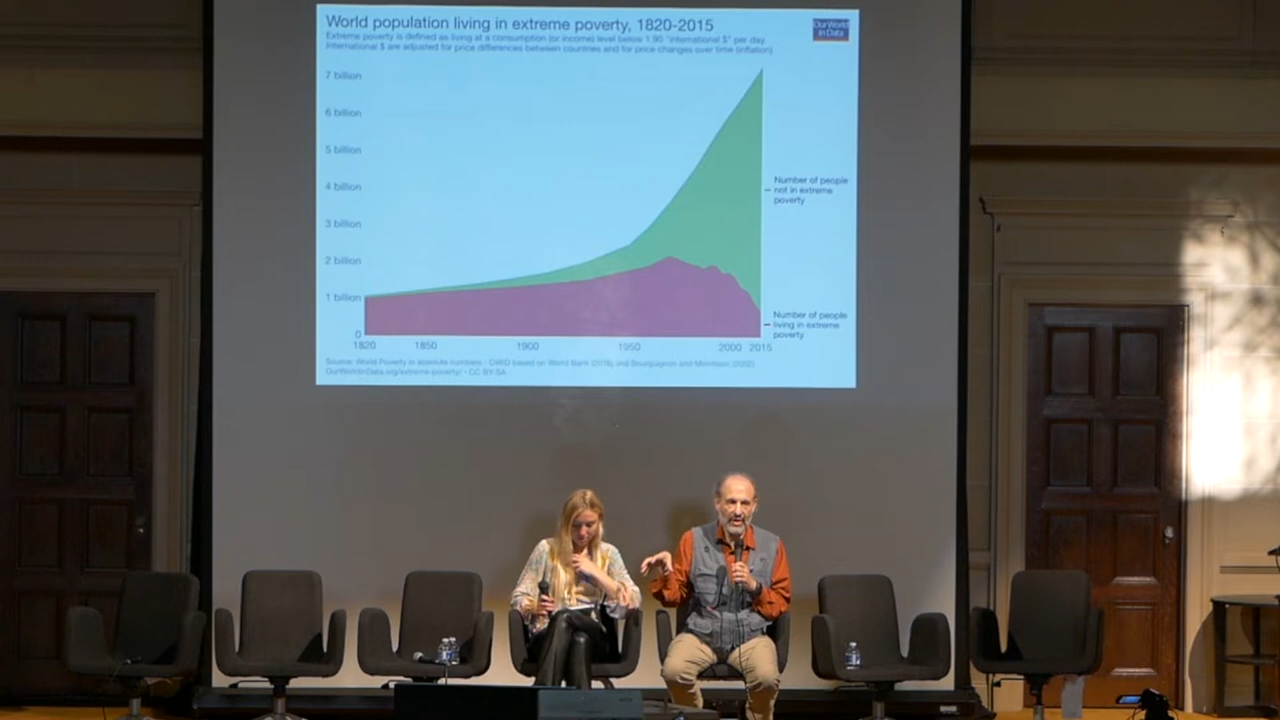 World population living in extreme poverty, 1820-2015
Our World
in Data
Extreme poverty is defined as living at a consumption (or income) level below 1.90 "international $" per day.
International $ are adjusted for price differences between countries and for price changes over time (inflation).
7 billion
6 billion
5 billion
4 billion
3 billion
2 billion
1 billion
0
1820
1850
1900
1950
2000
2015
Number of people
not in extreme
poverty
Number of people
living in extreme
poverty
Source: World Poverty in absolute numbers - OWID based on World Bank (2016) and Bourguignon and Morrisson (2002)
OurWorldInData.org/extreme-poverty/ • CC BY-SA